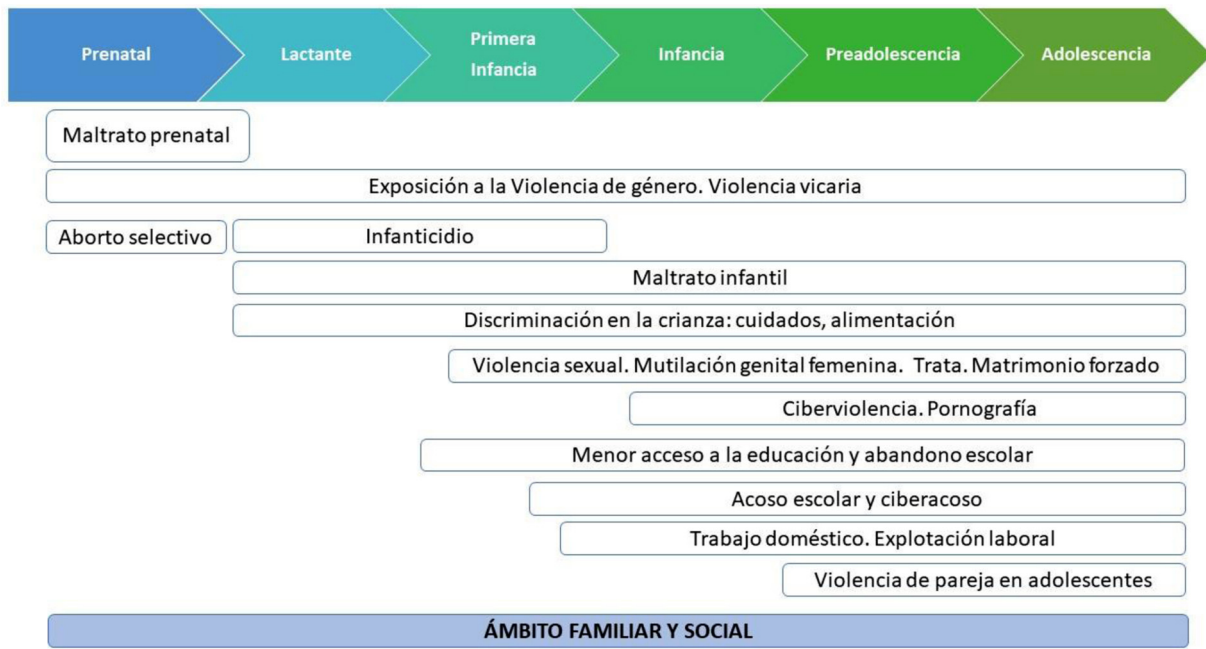 Prenatal
Lactante
Primera
Infancia
Infancia
Preadolescencia
Adolescencia
Maltrato prenatal
Exposición a la Violencia de género. Violencia vicaria
Aborto selectivo
Infanticidio
Maltrato infantil
Discriminación en la crianza: cuidados, alimentación
Violencia sexual. Mutilación genital femenina. Trata. Matrimonio forzado
Ciberviolencia. Pornografía
Menor acceso a la educación y abandono escolar
Acoso escolar y ciberacoso
Trabajo doméstico. Explotación laboral
Violencia de pareja en adolescentes
ÁMBITO FAMILIAR Y SOCIAL